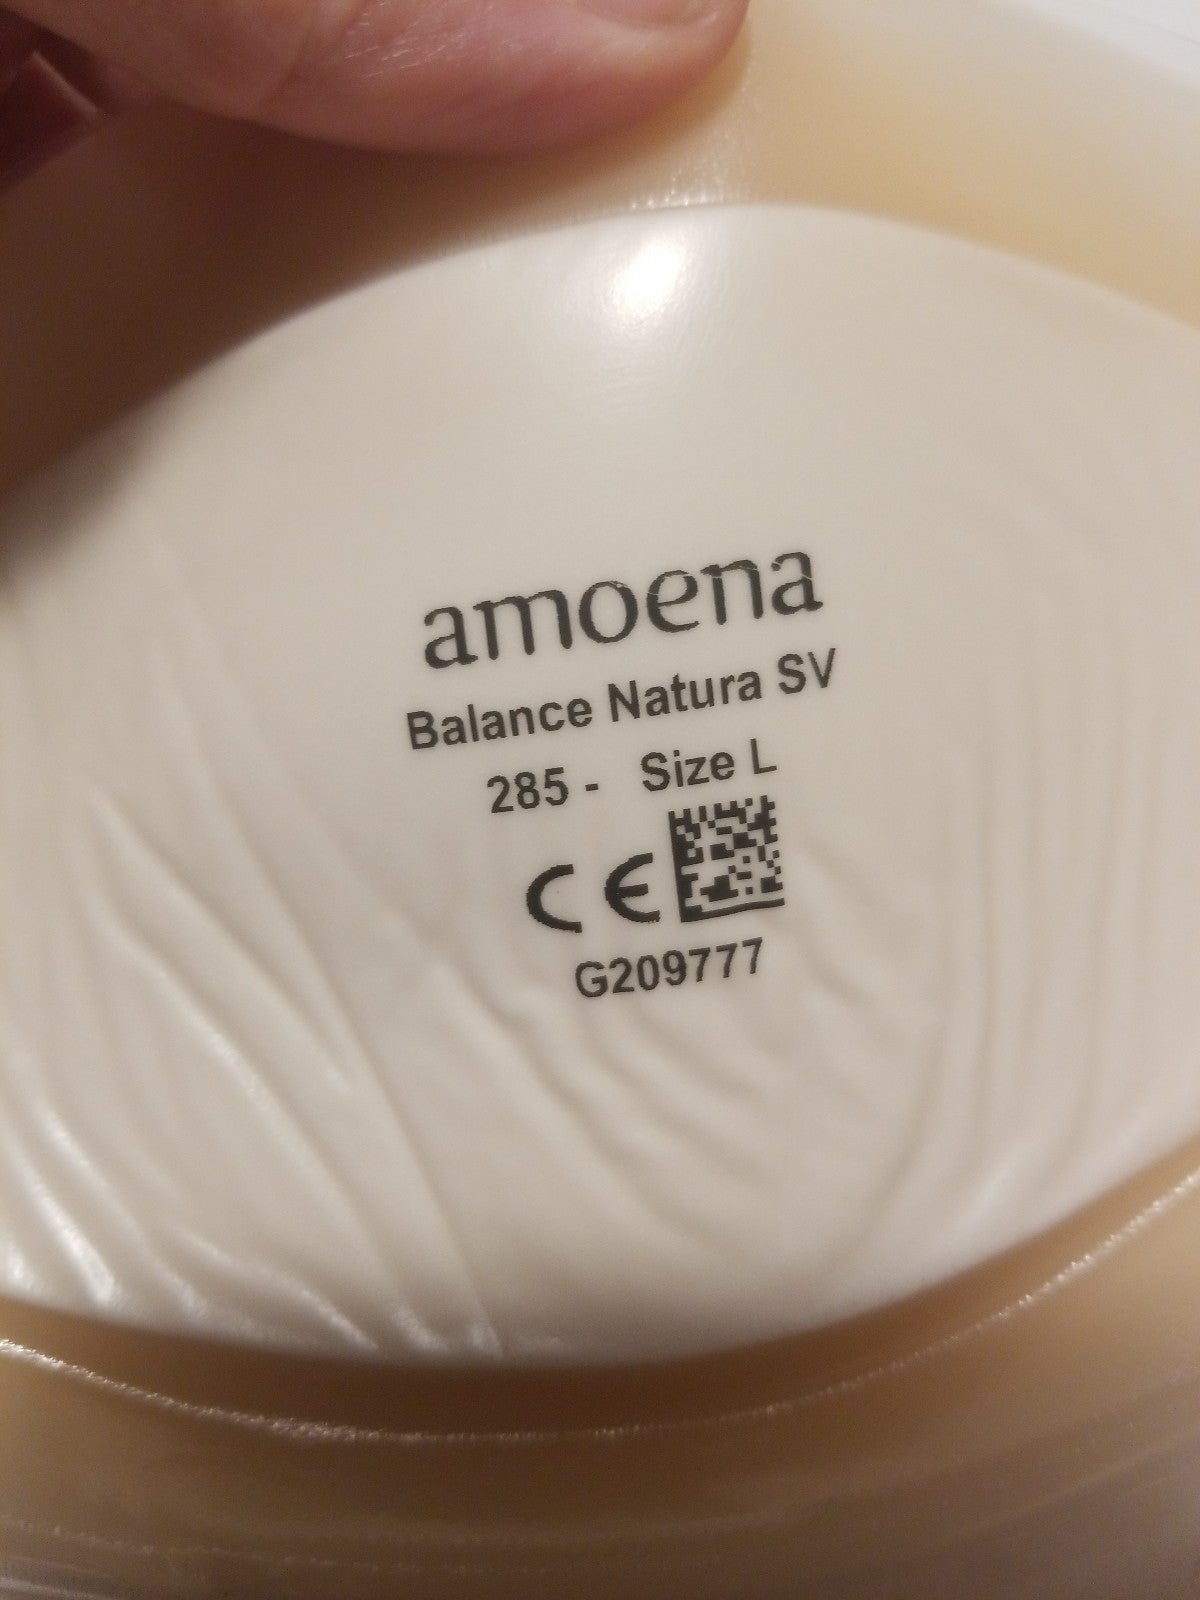 amoena
Balance Natura SV
285 - Size L
CE
G209777